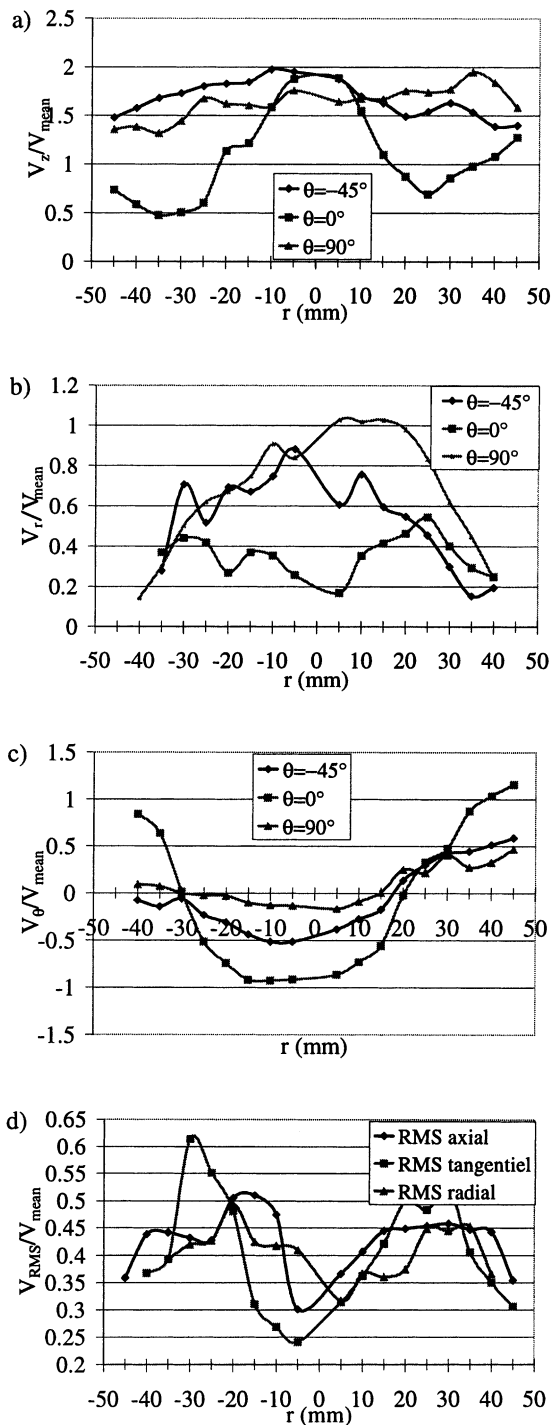 a)
2.5
2
1.5
1
0.5
0
V_z/V_mean
θ=−45°
θ=0°
θ=90°
-50 -40 -30 -20 -10 0 10 20 30 40 50
r (mm)
b)
1.2
1
0.8
0.6
0.4
0.2
0
V_r/V_mean
θ=−45°
θ=0°
θ=90°
-50 -40 -30 -20 -10 0 10 20 30 40 50
r (mm)
c)
1.5
1
0.5
0
-0.5
-1
-1.5
V_θ/V_mean
θ=−45°
θ=0°
θ=90°
-50 -40 -30 -20 -10 0 10 20 30 40 50
r (mm)
d)
0.65
0.6
0.55
0.5
0.45
0.4
0.35
0.3
0.25
0.2
V_RMS/V_mean
RMS axial
RMS tangentiel
RMS radial
-50 -40 -30 -20 -10 0 10 20 30 40 50
r (mm)